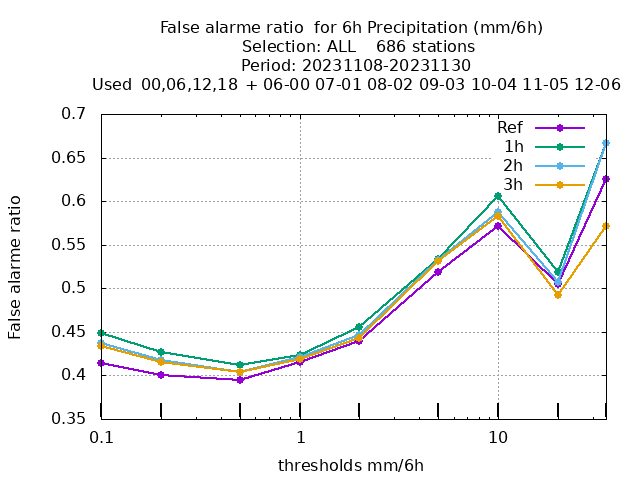 False alarme ratio  for 6h Precipitation (mm/6h)
Selection: ALL    686 stations
Period: 20231108-20231130
Used  00,06,12,18  + 06-00 07-01 08-02 09-03 10-04 11-05 12-06
0.7
0.65
0.6
0.55
0.5
0.45
0.4
0.35
False alarme ratio
Ref
1h
2h
3h
0.1 1 10
thresholds mm/6h